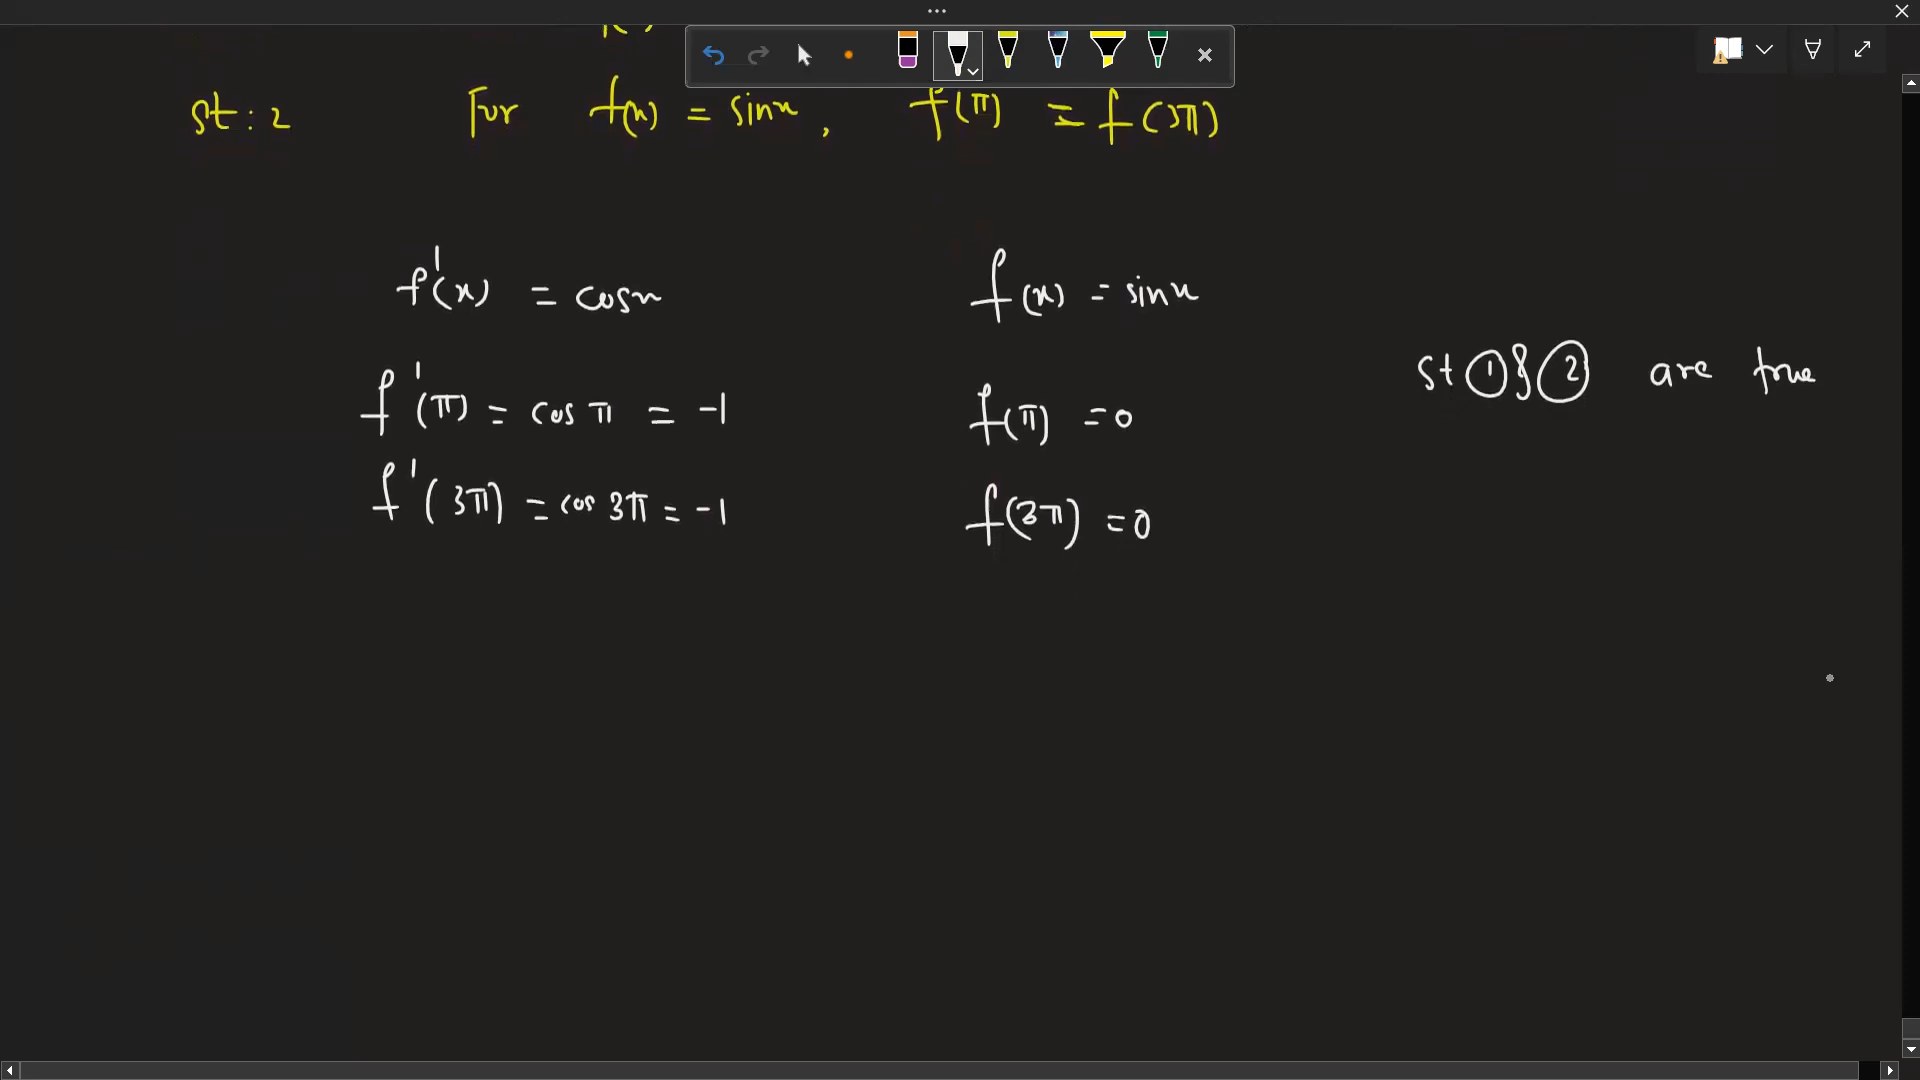 st : 2 For f(x) = sinx , f(π) = f(3π)
f'(x) = cosx f(x) = sinx
st ① & ② are true
f'(π) = cos π = -1 f(π) = 0
f'(3π) = cos 3π = -1 f(3π) = 0